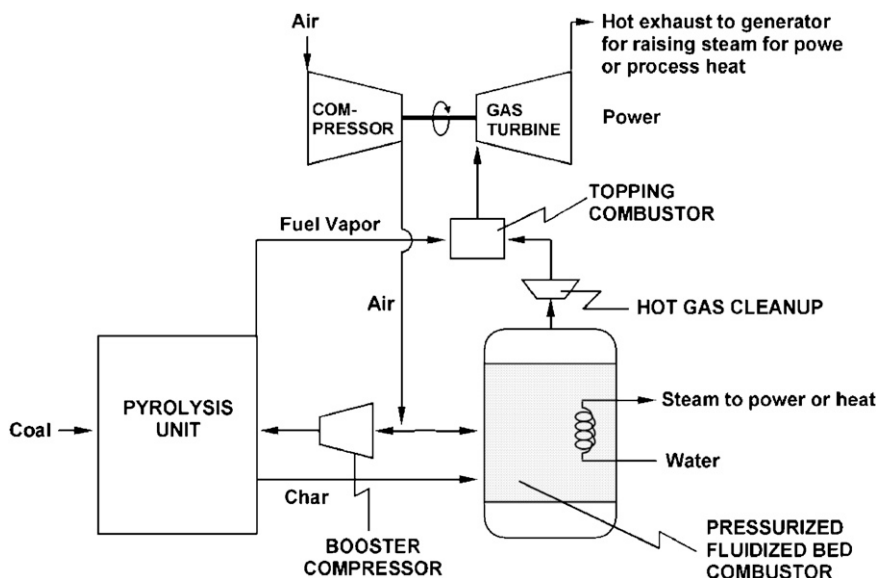 Air
Hot exhaust to generator
for raising steam for powe
or process heat
COM-
PRESSOR
GAS
TURBINE
Power
TOPPING
COMBUSTOR
Fuel Vapor
Air
HOT GAS CLEANUP
PYROLYSIS
UNIT
Coal
Steam to power or heat
Water
Char
BOOSTER
COMPRESSOR
PRESSURIZED
FLUIDIZED BED
COMBUSTOR